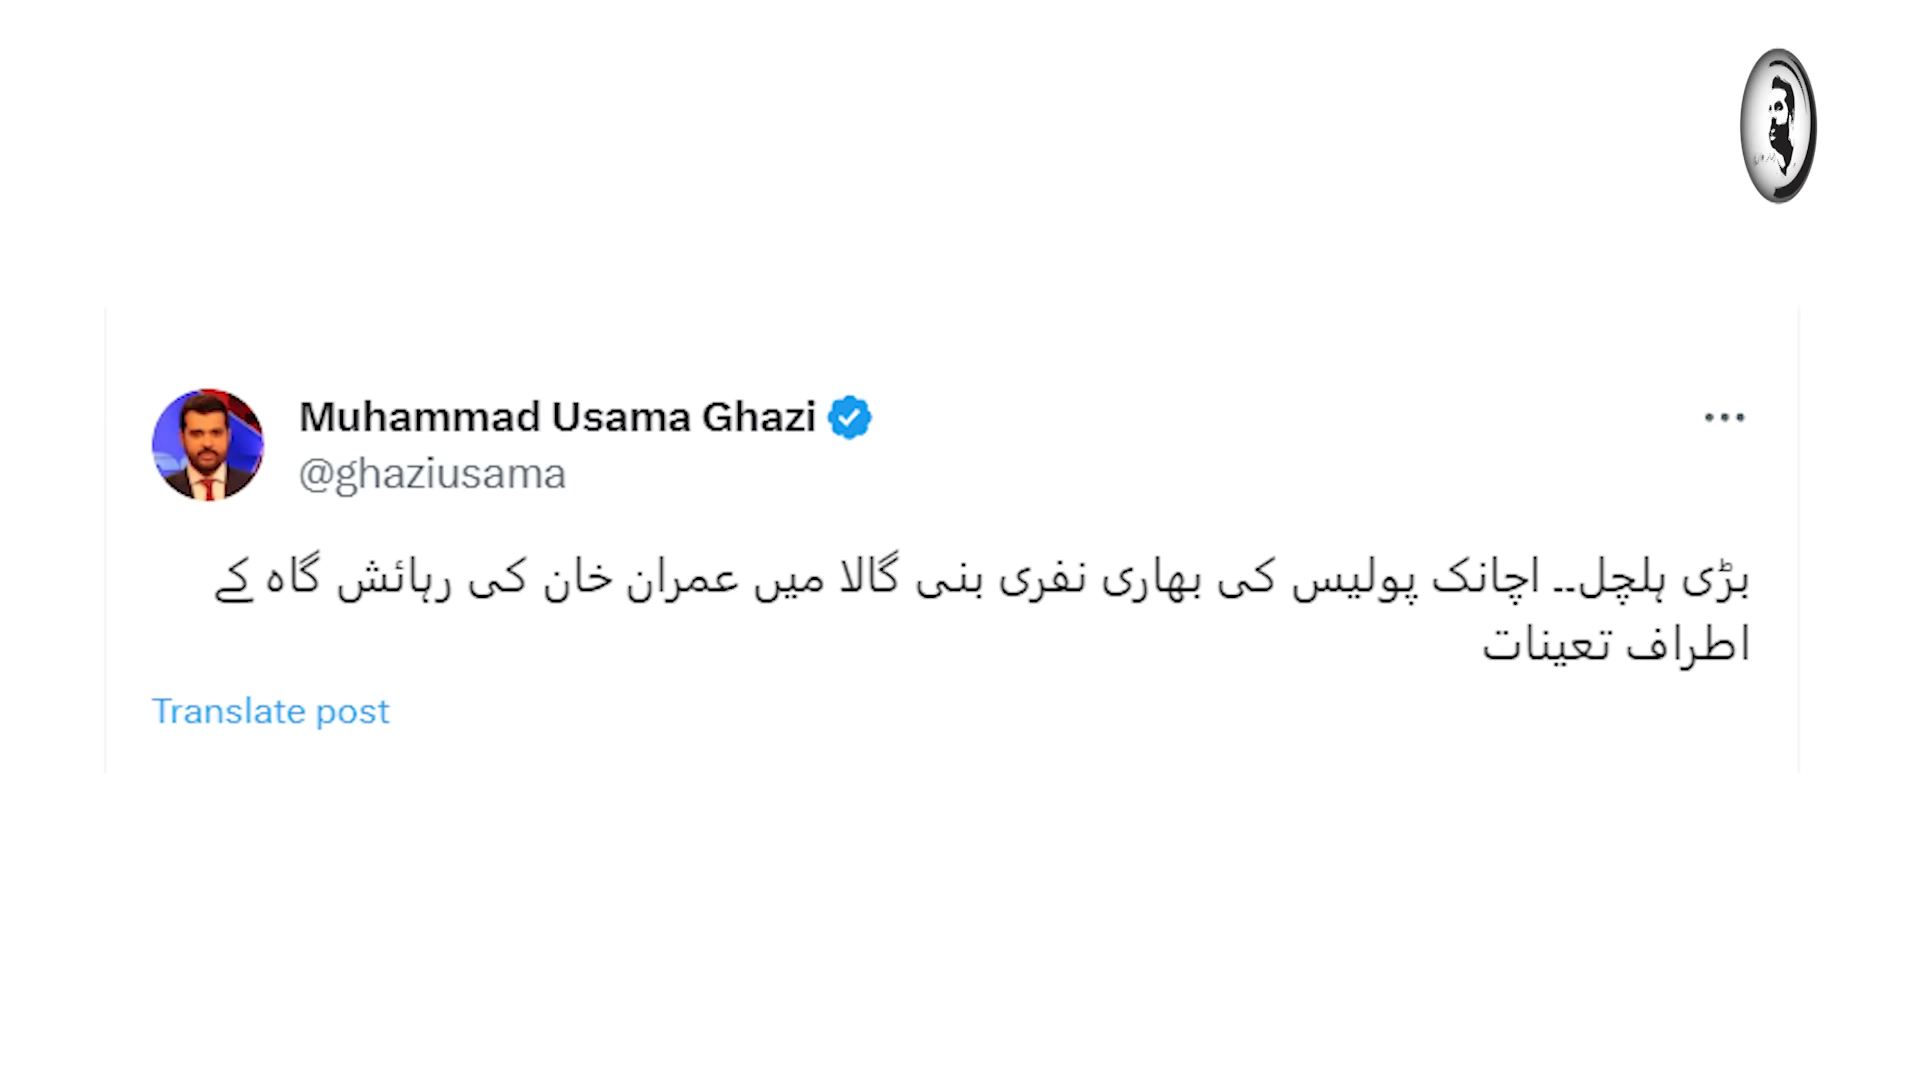 Muhammad Usama Ghazi
@ghaziusama
بڑی ہلچل۔۔ اچانک پولیس کی بھاری نفری بنی گالا میں عمران خان کی رہائش گاہ کے
اطراف تعینات
Translate post